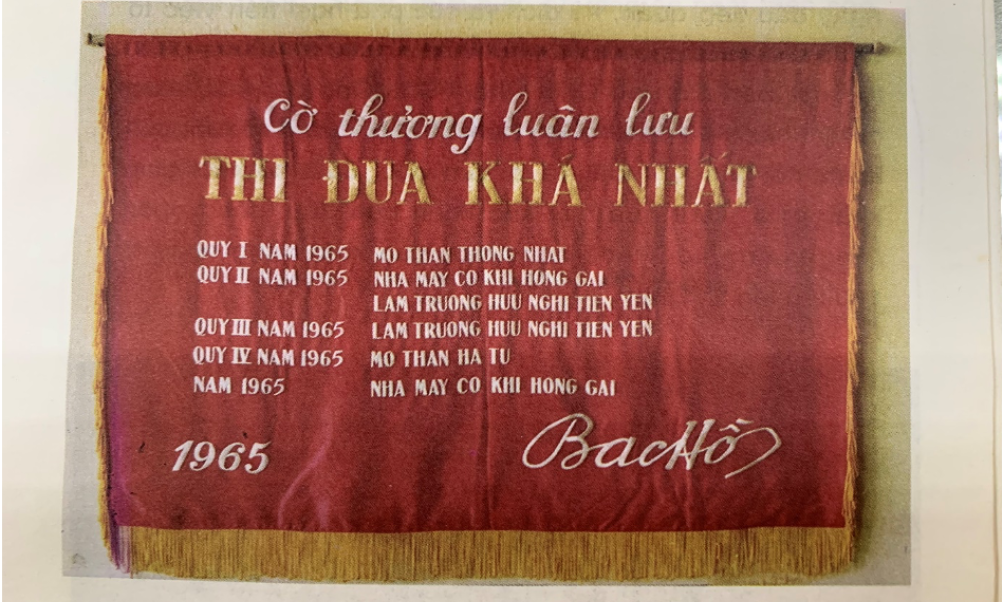 Cờ thưởng luân lưu
THI ĐUA KHÁ NHẤT
QUY I NAM 1965 MO THAN THONG NHAT
QUY II NAM 1965 NHA MAY CO KHI HONG GAI
LAM TRUONG HUU NGHI TIEN YEN
QUY III NAM 1965 LAM TRUONG HUU NGHI TIEN YEN
QUY IV NAM 1965 MO THAN HA TU
NAM 1965 NHA MAY CO KHI HONG GAI
1965 Bac Hồ